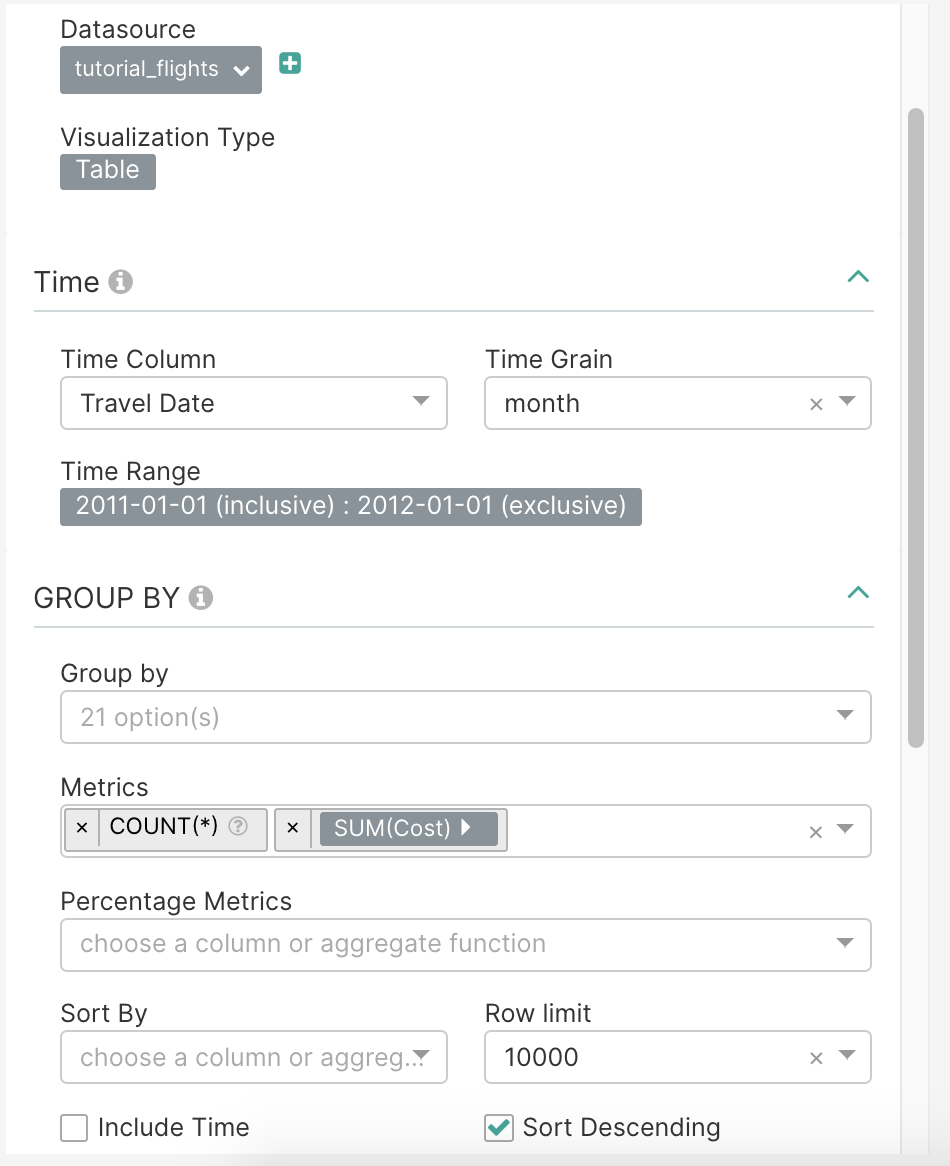 Datasource
tutorial_flights
Visualization Type
Table
Time
Time Column
Time Grain
Travel Date
month
Time Range
2011-01-01 (inclusive) : 2012-01-01 (exclusive)
GROUP BY
Group by
21 option(s)
Metrics
× COUNT(*) × SUM(Cost)
Percentage Metrics
choose a column or aggregate function
Sort By
Row limit
choose a column or aggreg...
10000
Include Time
Sort Descending